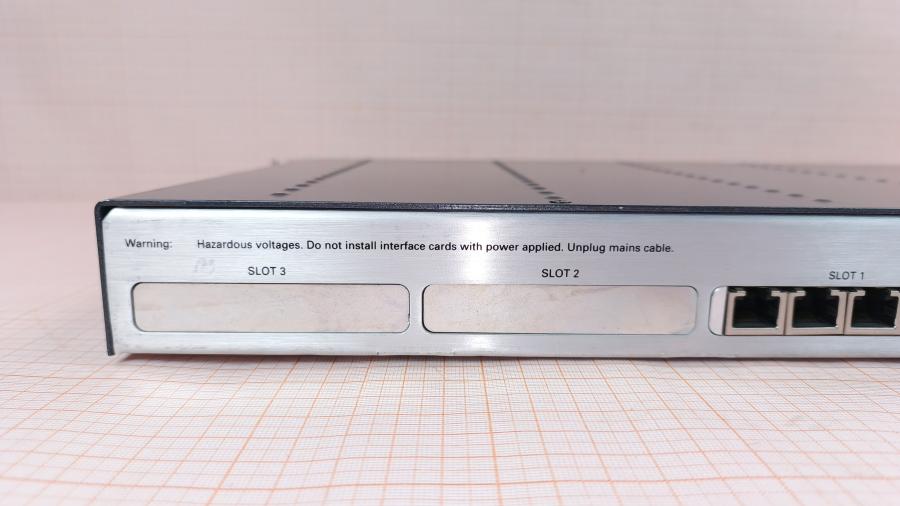 Warning: Hazardous voltages. Do not install interface cards with power applied. Unplug mains cable.
SLOT 3 SLOT 2 SLOT 1